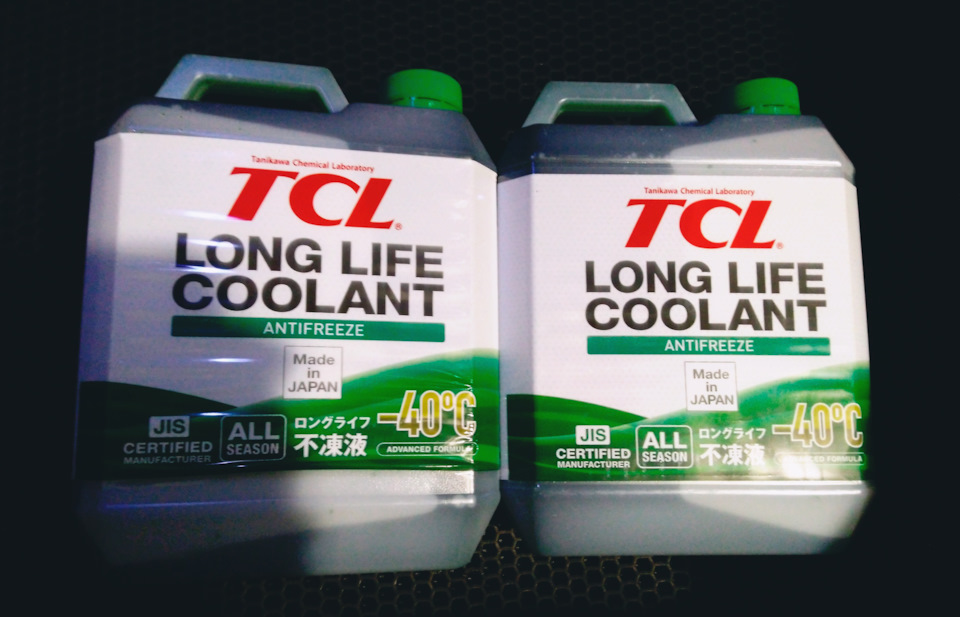 Tanikawa Chemical Laboratory
TCL®
LONG LIFE
COOLANT
ANTIFREEZE
Made
in
JAPAN
JIS
CERTIFIED
MANUFACTURER
ALL
SEASON
ロングライフ
不凍液
-40°C
ADVANCED FORMULA
Tanikawa Chemical Laboratory
TCL®
LONG LIFE
COOLANT
ANTIFREEZE
Made
in
JAPAN
JIS
CERTIFIED
MANUFACTURER
ALL
SEASON
ロングライフ
不凍液
-40°C
ADVANCED FORMULA